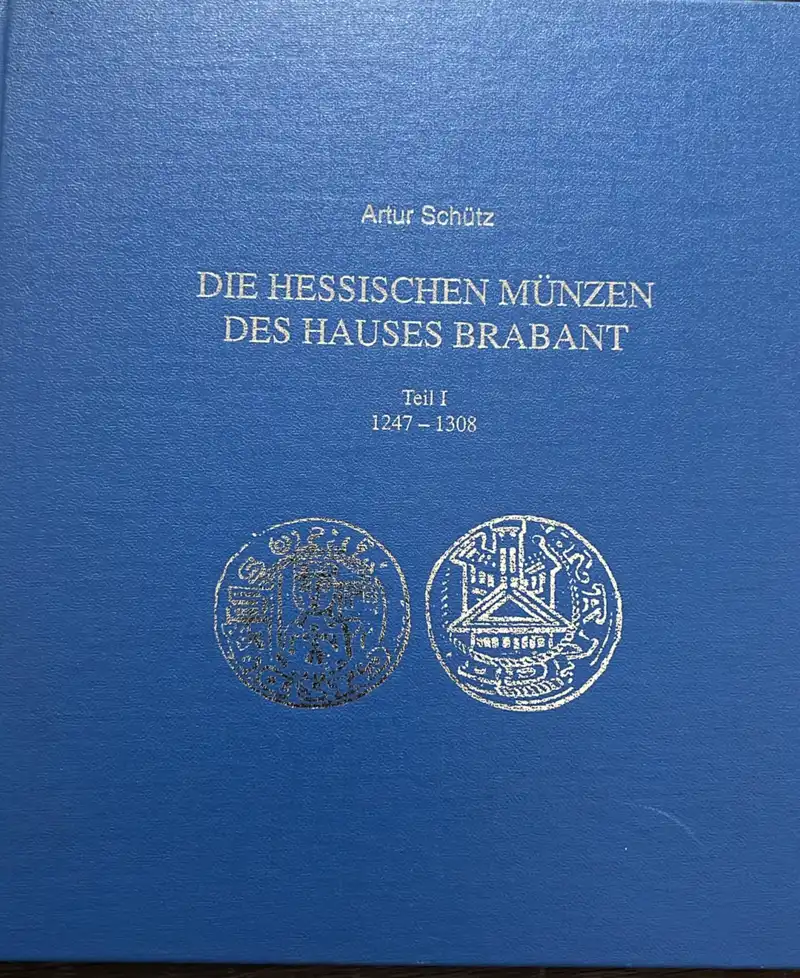 Artur Schütz
DIE HESSISCHEN MÜNZEN
DES HAUSES BRABANT
Teil I
1247 – 1308